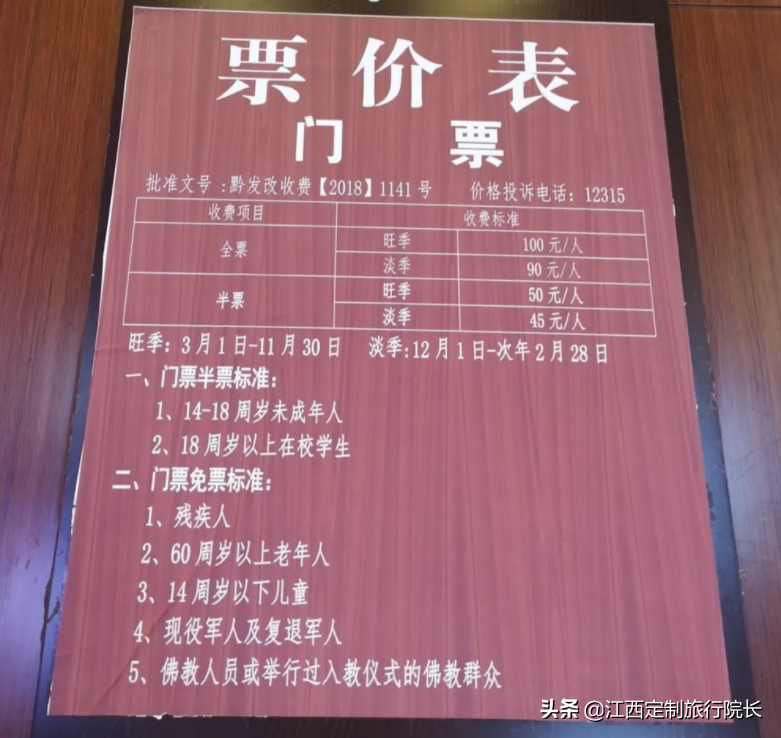 票价表
门票
批准文号：黔发改收费【2018】1141号 价格投诉电话：12315
收费项目 收费标准
全票 旺季 100元/人
淡季 90元/人
半票 旺季 50元/人
淡季 45元/人
旺季：3月1日-11月30日 淡季：12月1日-次年2月28日
一、门票半票标准：
1、14-18周岁未成年人
2、18周岁以上在校学生
二、门票免票标准：
1、残疾人
2、60周岁以上老年人
3、14周岁以下儿童
4、现役军人及复退军人
5、佛教人员或举行过入教仪式的佛教群众
头条 @江西定制旅行院长